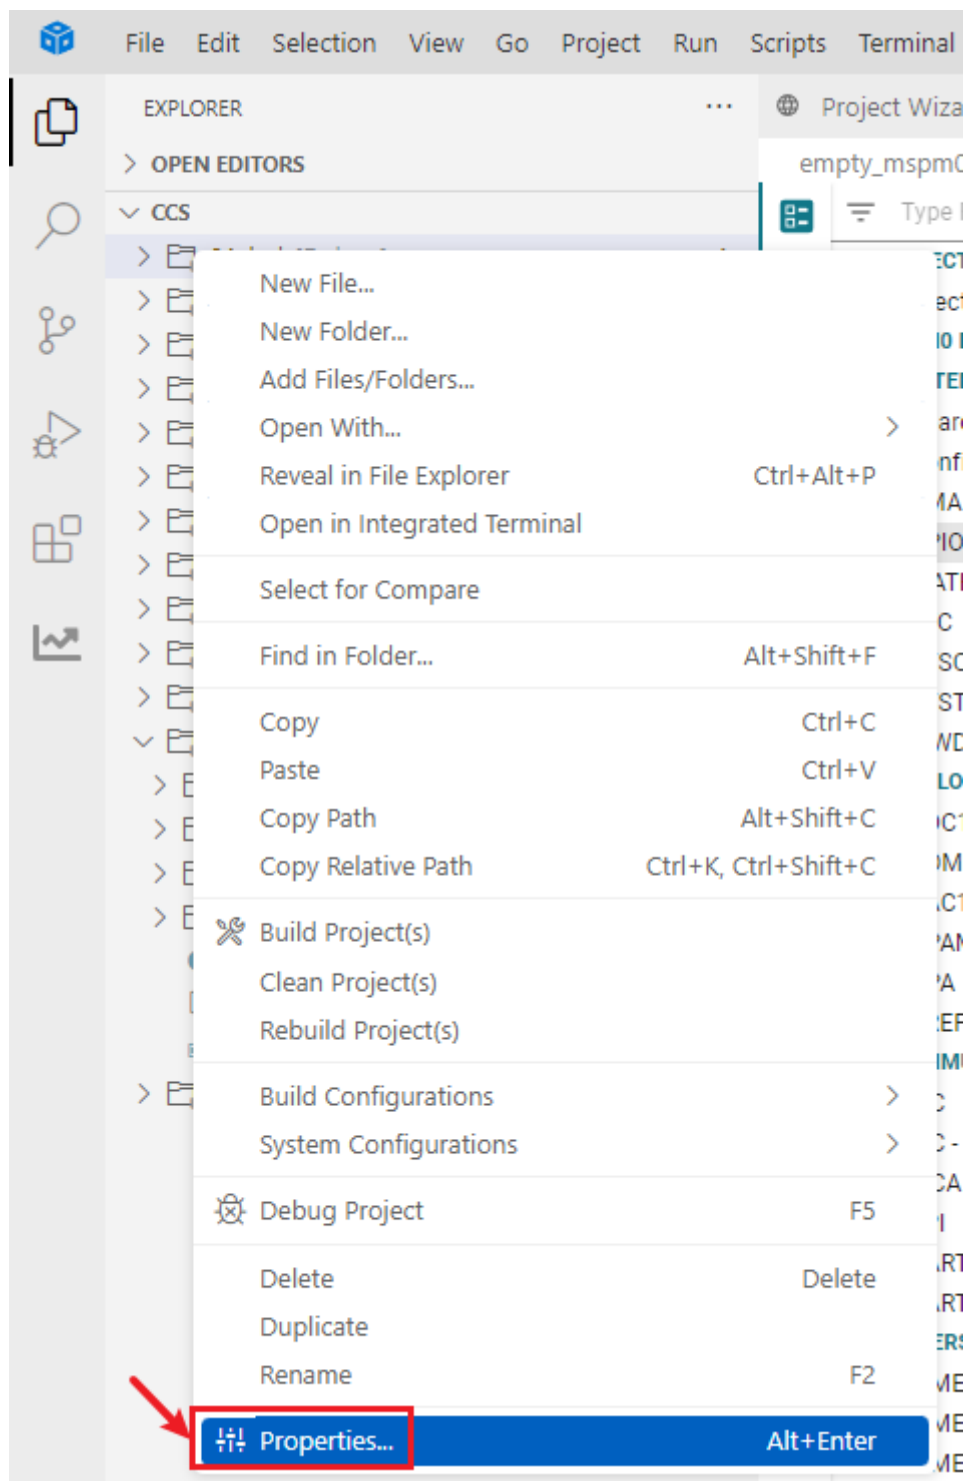 File Edit Selection View Go Project Run Scripts Terminal
EXPLORER
Project
OPEN EDITORS
CCS
Type
New File...
New Folder...
Add Files/Folders...
Open With...
Reveal in File Explorer Ctrl+Alt+P
Open in Integrated Terminal
Select for Compare
Find in Folder... Alt+Shift+F
Copy Ctrl+C
Paste Ctrl+V
Copy Path Alt+Shift+C
Copy Relative Path Ctrl+K, Ctrl+Shift+C
Build Project(s)
Clean Project(s)
Rebuild Project(s)
Build Configurations
System Configurations
Debug Project F5
Delete Delete
Duplicate
Rename F2
Properties... Alt+Enter